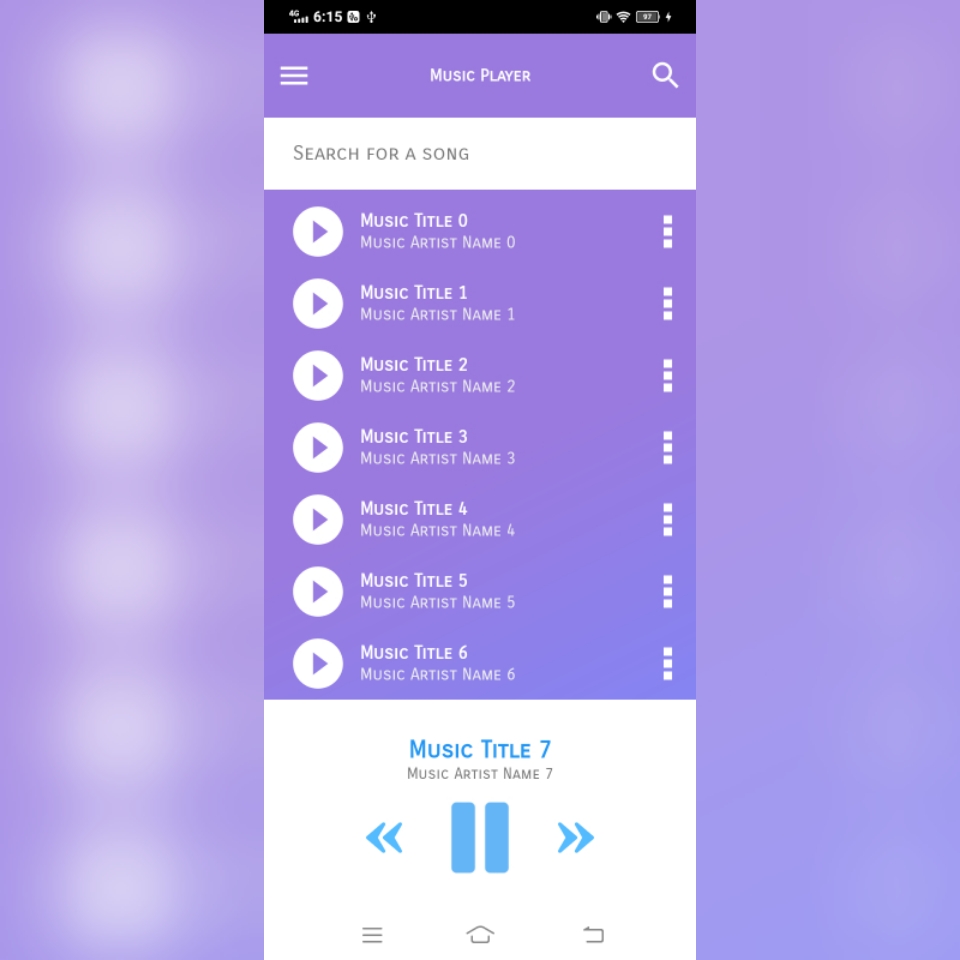 4G 6:15 97
Music Player
Search for a song
Music Title 0
Music Artist Name 0
Music Title 1
Music Artist Name 1
Music Title 2
Music Artist Name 2
Music Title 3
Music Artist Name 3
Music Title 4
Music Artist Name 4
Music Title 5
Music Artist Name 5
Music Title 6
Music Artist Name 6
Music Title 7
Music Artist Name 7